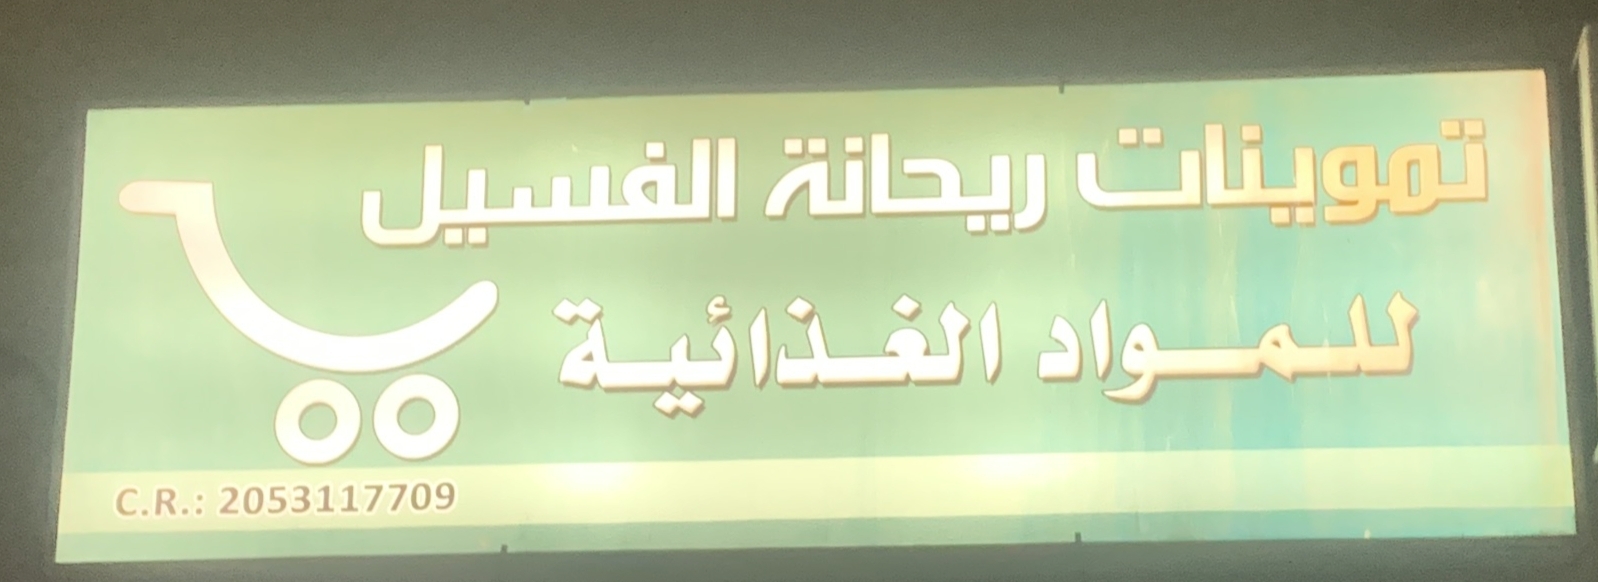 تموينات ريحانة الفسيل
للمواد الغذائية
C.R.: 2053117709